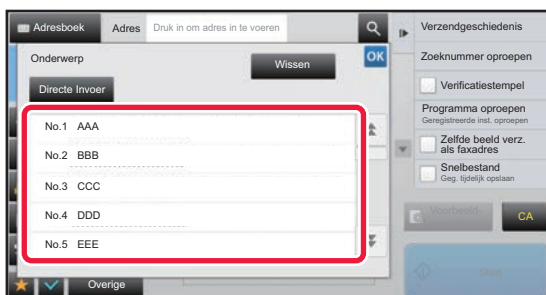 Adresboek Adres Druk in om adres in te voeren
Verzendgeschiedenis
Onderwerp Wissen OK
Zoeknummer oproepen
Directe Invoer
Verificatiestempel
Programma oproepen
Geregistreerde inst. oproepen
No.1 AAA
Zelfde beeld verz.
als faxadres
No.2 BBB
Snelbestand
Geg. tijdelijk opslaan
No.3 CCC
No.4 DDD
Voorbeeld- CA
No.5 EEE
Start
Overige